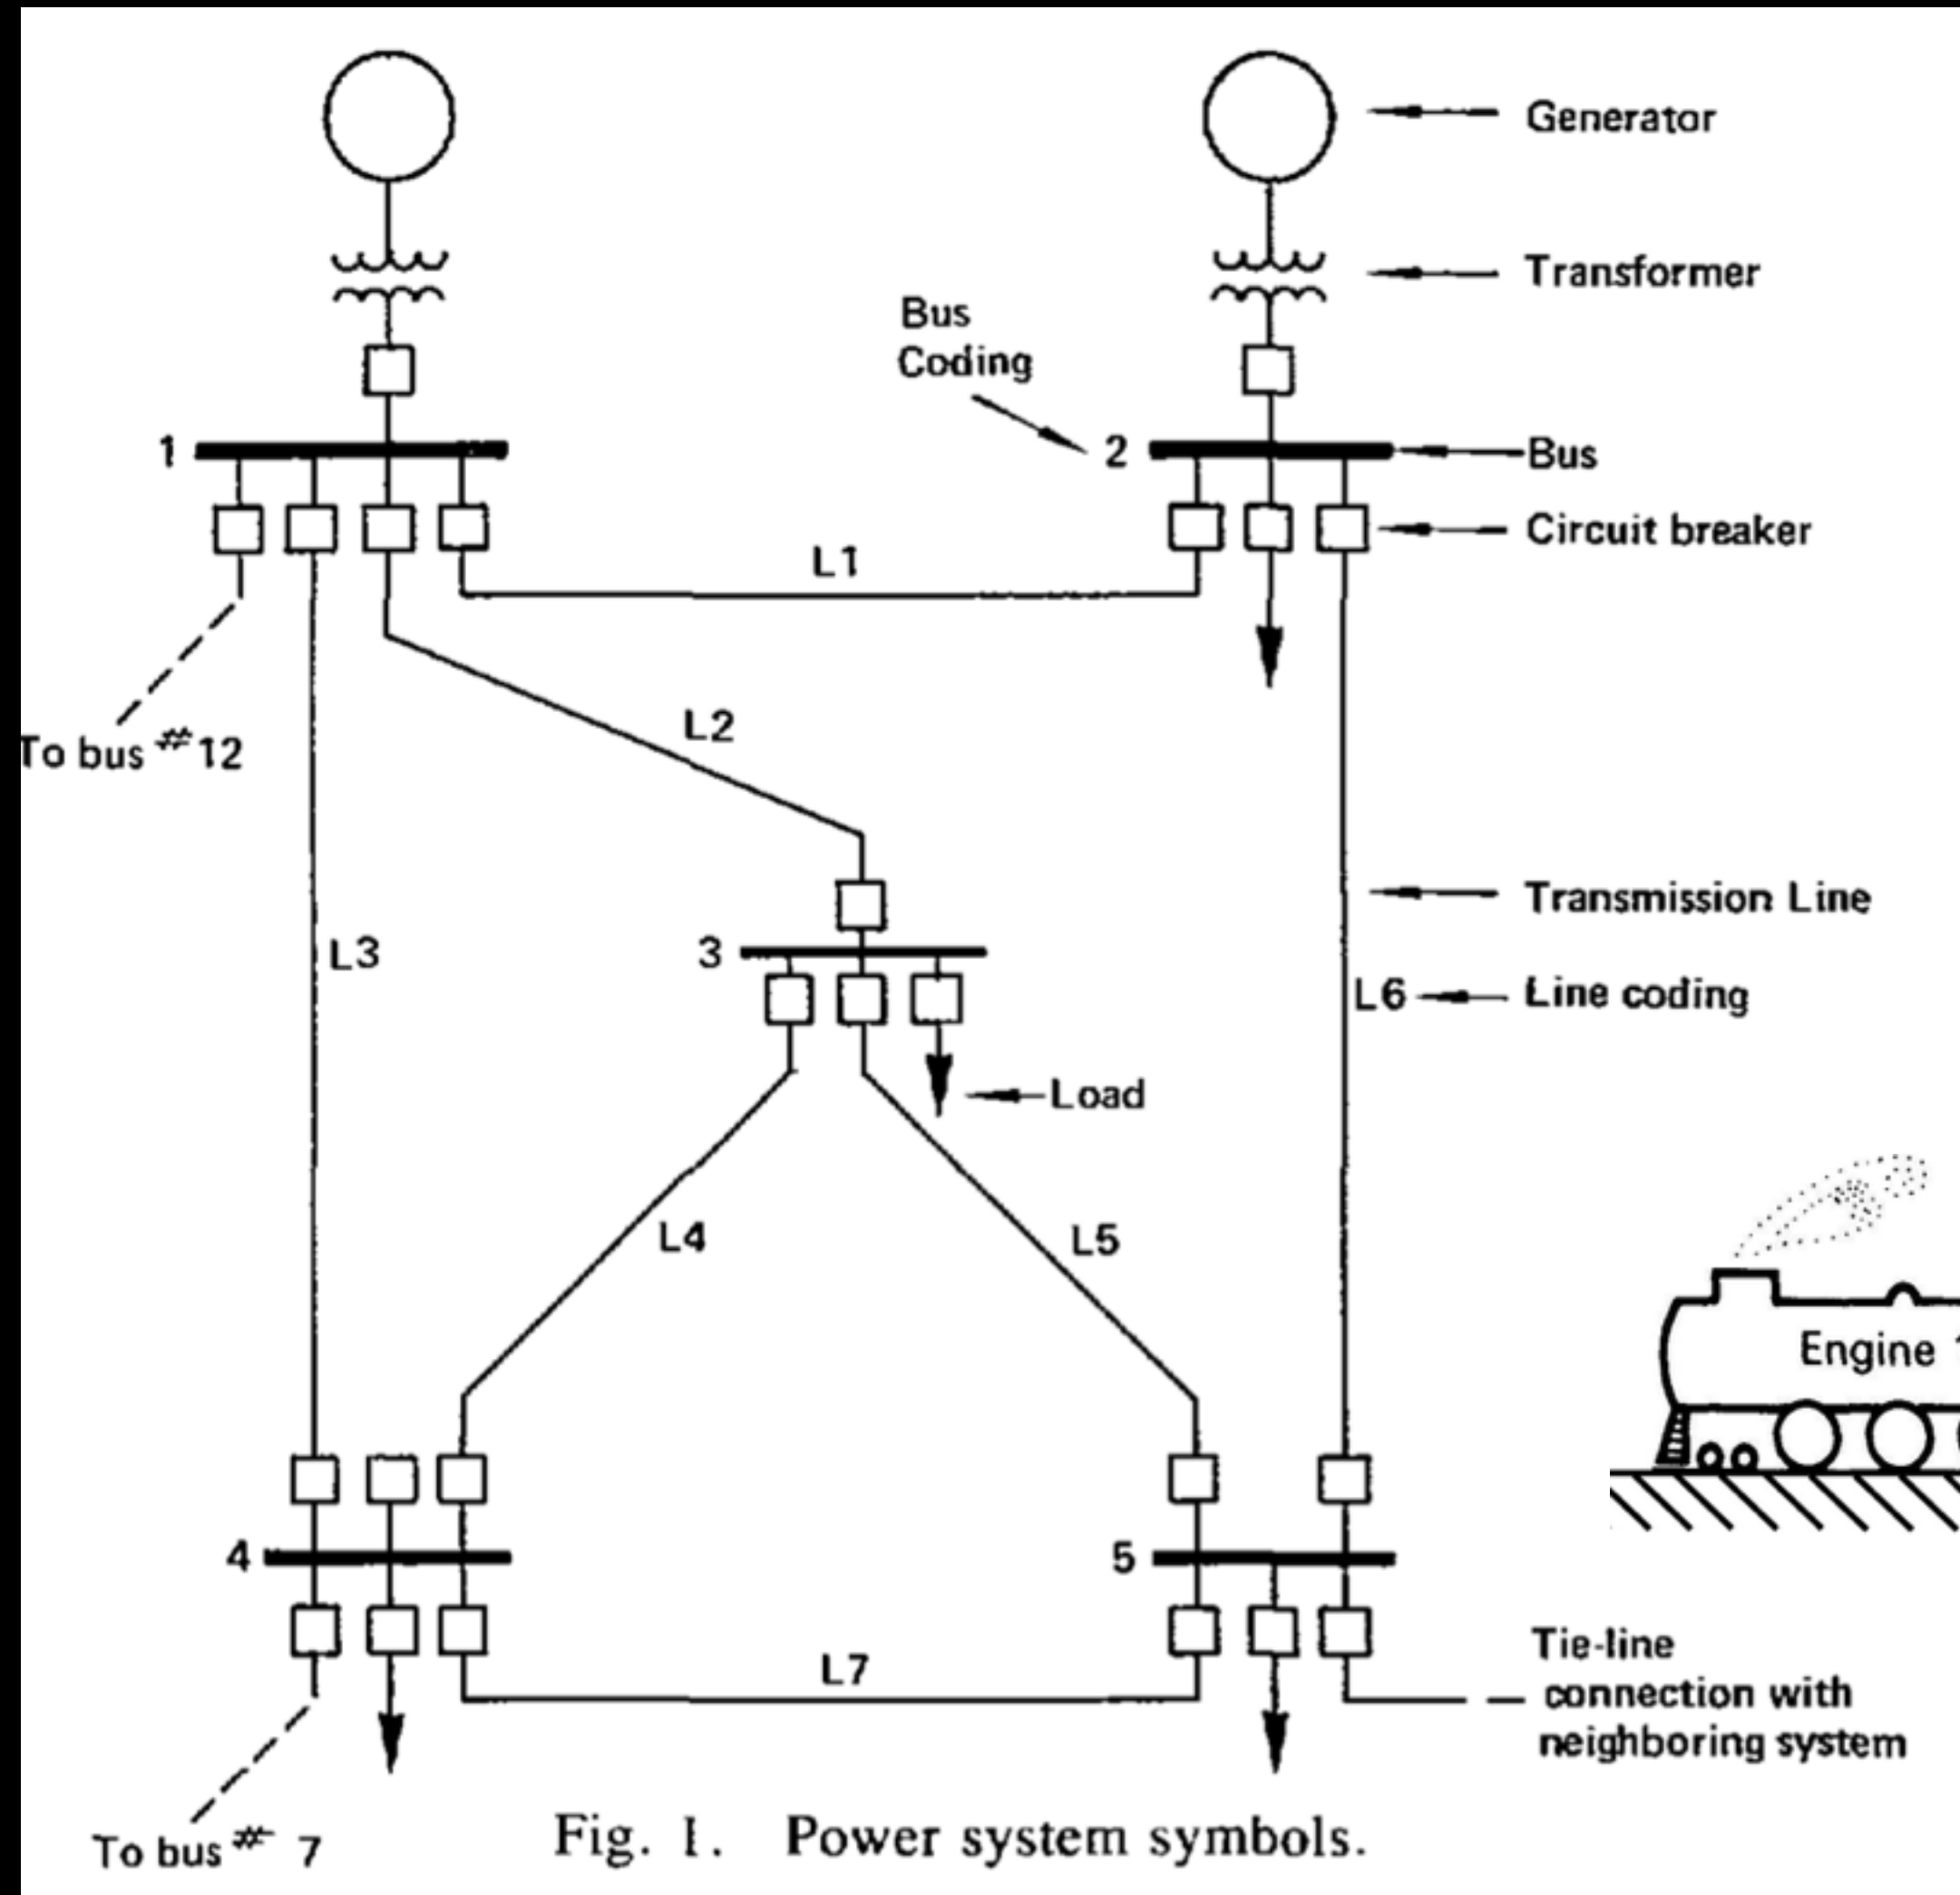 Generator
Transformer
Bus
Coding
1
2
Bus
Circuit breaker
L1
L2
To bus #12
L3
3
Transmission Line
L6
Line coding
Load
L4
L5
Engine
4
5
L7
Tie-line
connection with
neighboring system
To bus # 7
Fig. 1. Power system symbols.